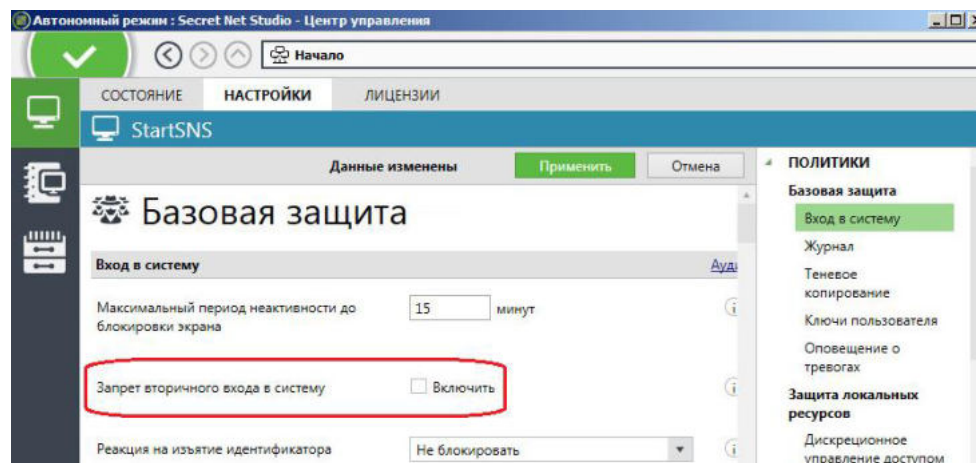 Автономный режим : Secret Net Studio - Центр управления
Начало
СОСТОЯНИЕ НАСТРОЙКИ ЛИЦЕНЗИИ
StartSNS
Данные изменены Применить Отмена
Базовая защита
Вход в систему
Максимальный период неактивности до
блокировки экрана
15 минут
Запрет вторичного входа в систему Включить
Реакция на изъятие идентификатора Не блокировать
ПОЛИТИКИ
Базовая защита
Вход в систему
Журнал
Теневое
копирование
Ключи пользователя
Оповещение о
тревогах
Защита локальных
ресурсов
Дискреционное
управление доступом